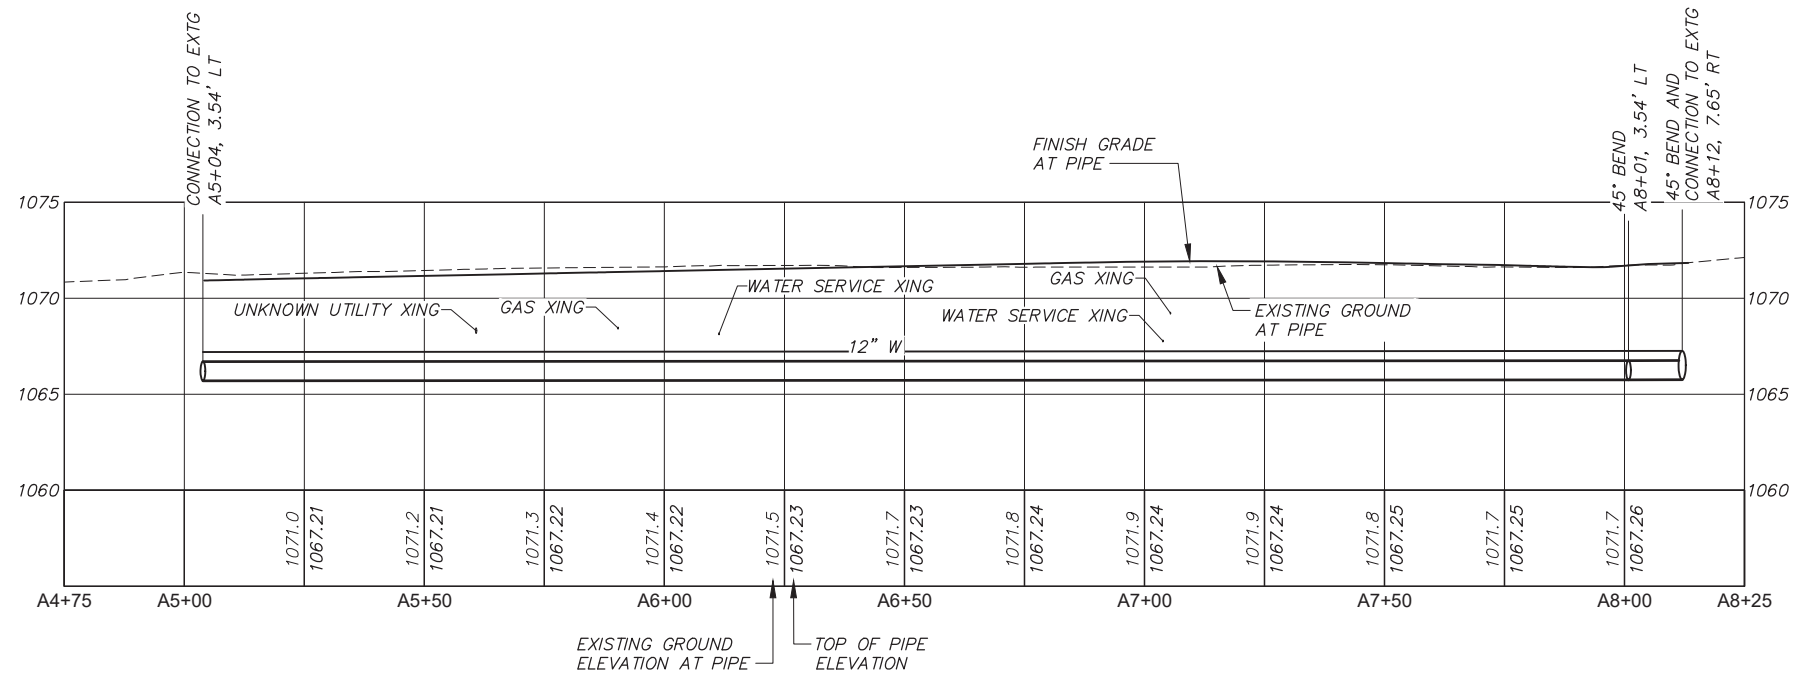 CONNECTION TO EXTG
A5+04, 3.54' LT
45° BEND
A8+01, 3.54' LT
45° BEND AND
CONNECTION TO EXTG
A8+12, 7.65' RT
FINISH GRADE
AT PIPE
1075
1075
GAS XING
WATER SERVICE XING
1070
1070
UNKNOWN UTILITY XING
GAS XING
WATER SERVICE XING
EXISTING GROUND
AT PIPE
12" W
1065
1065
1060
1060
1071.0
1067.21
1071.2
1067.21
1071.3
1067.22
1071.4
1067.22
1071.5
1067.23
1071.7
1067.23
1071.8
1067.24
1071.9
1067.24
1071.9
1067.24
1071.8
1067.25
1071.7
1067.25
1071.7
1067.26
A4+75
A5+00
A5+50
A6+00
A6+50
A7+00
A7+50
A8+00
A8+25
EXISTING GROUND
ELEVATION AT PIPE
TOP OF PIPE
ELEVATION